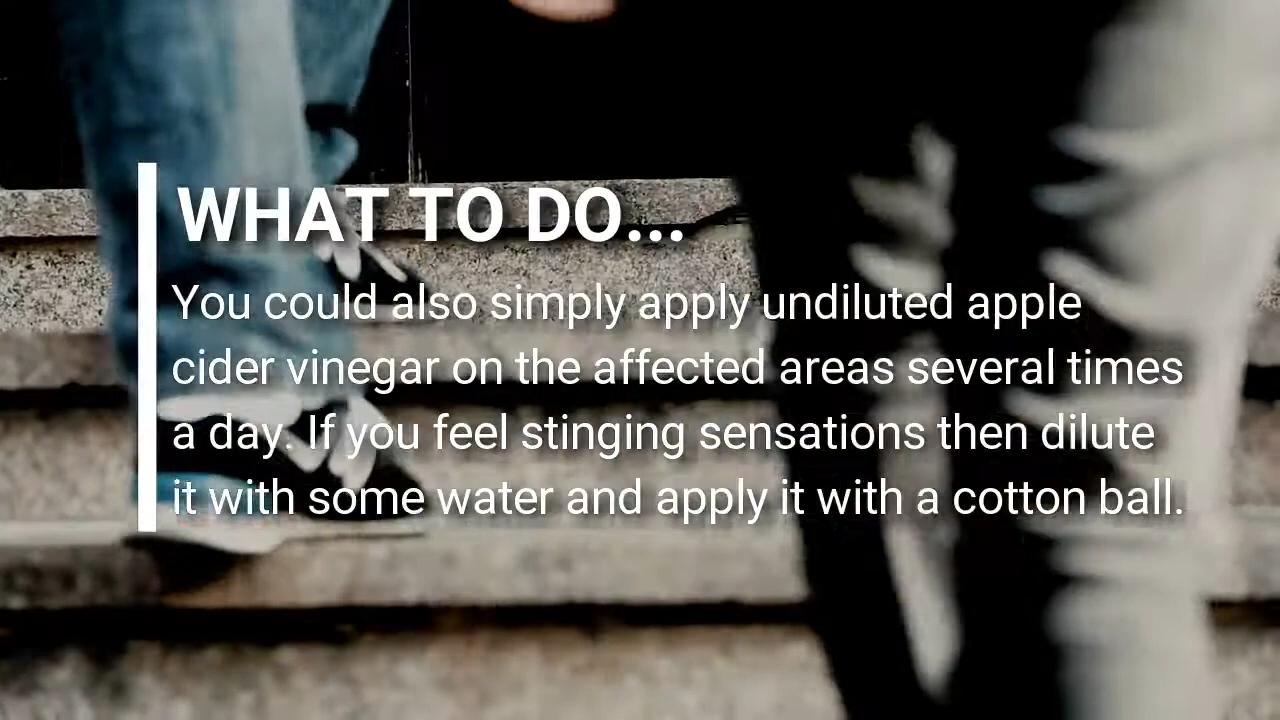 WHAT TO DO...
You could also simply apply undiluted apple
cider vinegar on the affected areas several times
a day. If you feel stinging sensations then dilute
it with some water and apply it with a cotton ball.